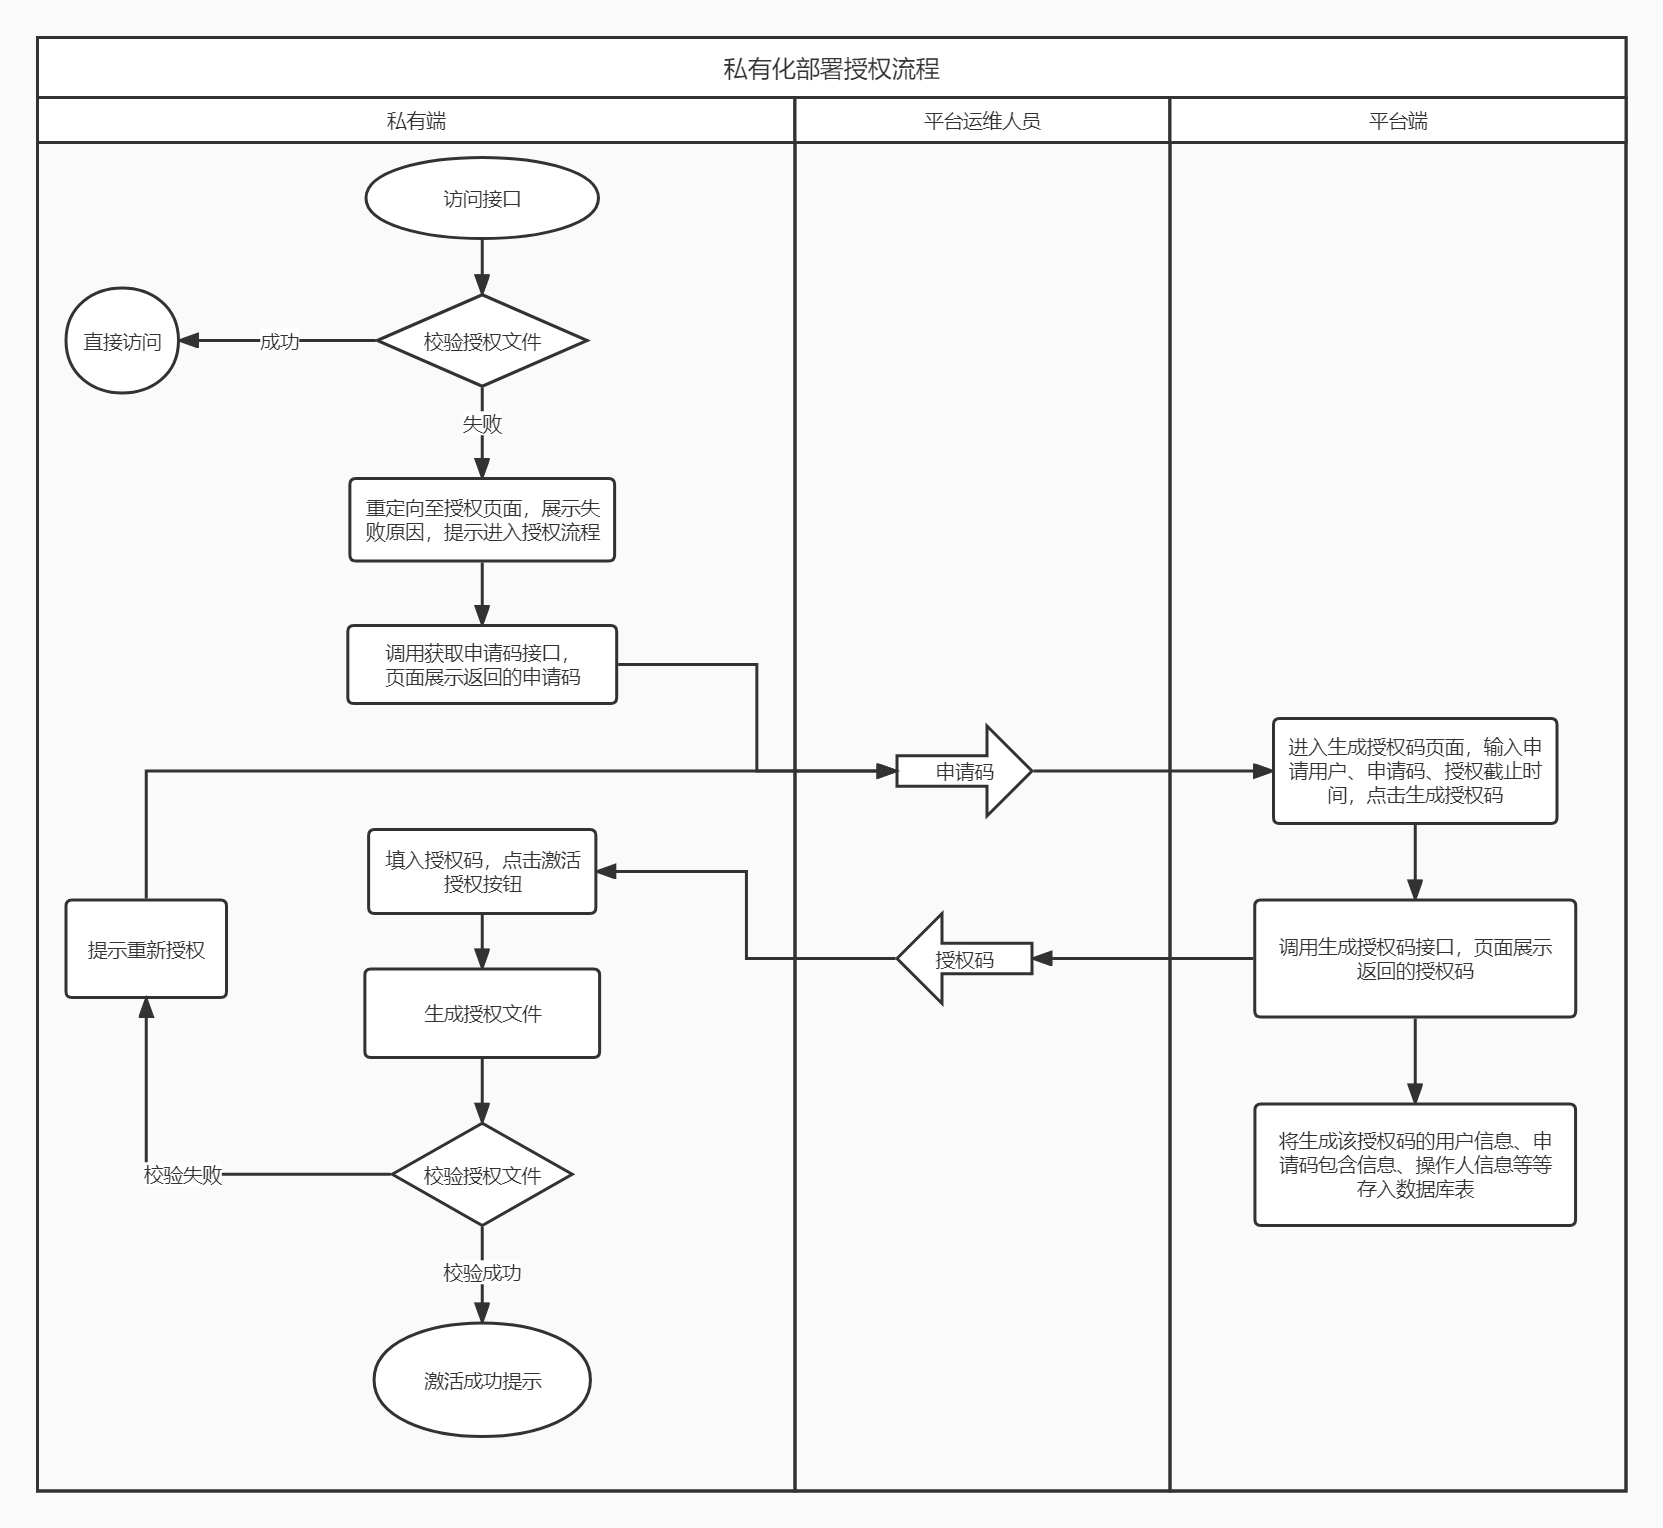 私有化部署授权流程
私有端
平台运维人员
平台端
访问接口
直接访问
成功
校验授权文件
失败
重定向至授权页面，展示失
败原因，提示进入授权流程
调用获取申请码接口，
页面展示返回的申请码
申请码
进入生成授权码页面，输入申
请用户、申请码、授权截止时
间，点击生成授权码
填入授权码，点击激活
授权按钮
提示重新授权
授权码
调用生成授权码接口，页面展示
返回的授权码
生成授权文件
校验失败
校验授权文件
将生成该授权码的用户信息、申
请码包含信息、操作人信息等等
存入数据库表
校验成功
激活成功提示